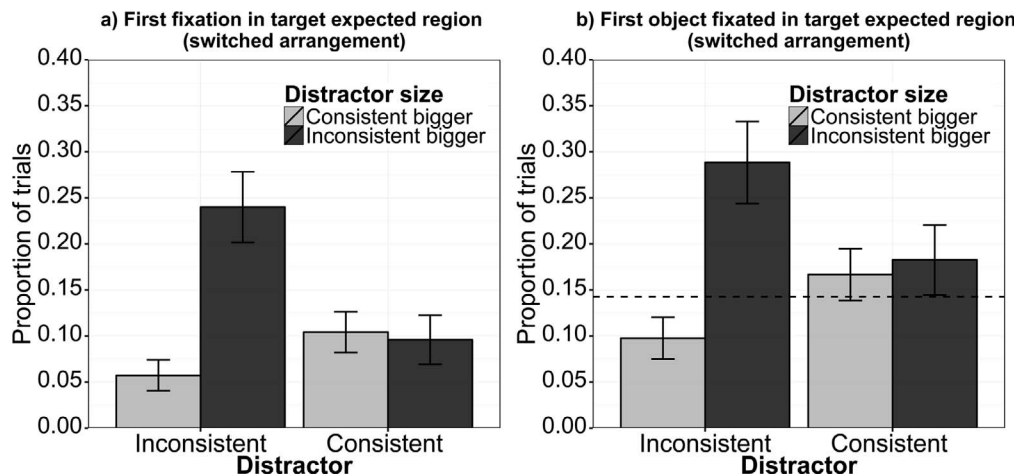 a) First fixation in target expected region
(switched arrangement)
0.40
0.35
0.30
0.25
0.20
0.15
0.10
0.05
0.00
Proportion of trials
Distractor size
Consistent bigger
Inconsistent bigger
Inconsistent
Consistent
Distractor
b) First object fixated in target expected region
(switched arrangement)
0.40
0.35
0.30
0.25
0.20
0.15
0.10
0.05
0.00
Proportion of trials
Distractor size
Consistent bigger
Inconsistent bigger
Inconsistent
Consistent
Distractor